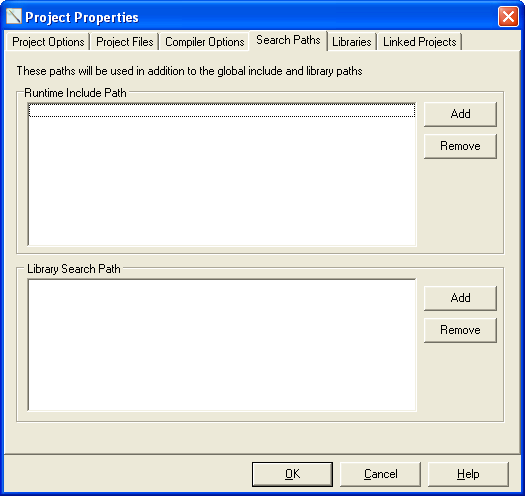 Project Properties
Project Options Project Files Compiler Options Search Paths Libraries Linked Projects
These paths will be used in addition to the global include and library paths
Runtime Include Path
Add
Remove
Library Search Path
Add
Remove
OK Cancel Help